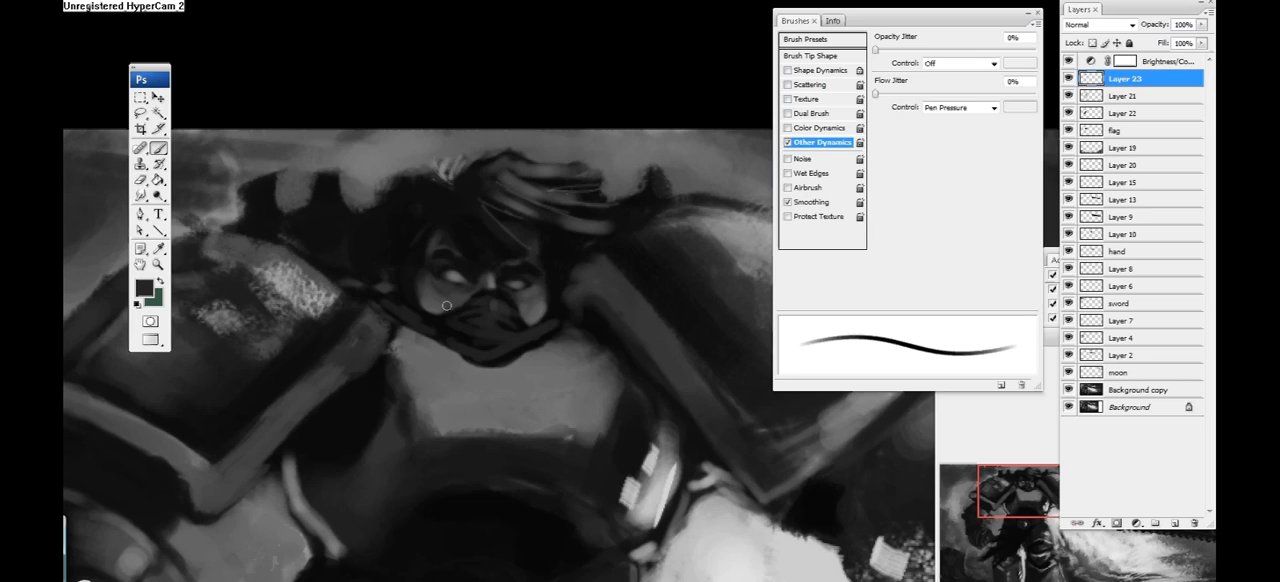 Unregistered HyperCam 2
Ps
T
Brushes × Info
Brush Presets
Brush Tip Shape
Shape Dynamics
Scattering
Texture
Dual Brush
Color Dynamics
Other Dynamics
Noise
Wet Edges
Airbrush
Smoothing
Protect Texture
Opacity Jitter 0%
Control: Off
Flow Jitter 0%
Control: Pen Pressure
Layers ×
Normal Opacity: 100%
Lock: Fill: 100%
Brightness/Co...
Layer 23
Layer 21
Layer 22
flag
Layer 19
Layer 20
Layer 15
Layer 13
Layer 9
Layer 10
hand
Layer 8
Layer 6
sword
Layer 7
Layer 4
Layer 2
moon
Background copy
Background
fx